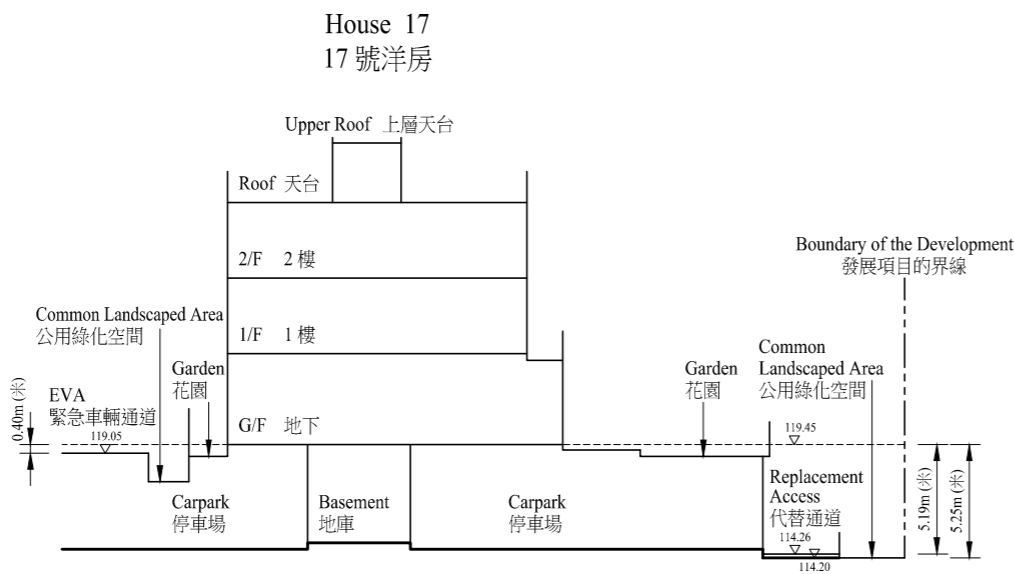 House 17
17 號洋房
Upper Roof 上層天台
Roof 天台
2/F 2 樓
Boundary of the Development
發展項目的界線
Common Landscaped Area
公用綠化空間
1/F 1 樓
Common
Landscaped Area
公用綠化空間
Garden
花園
Garden
花園
EVA
緊急車輛通道
119.05
0.40m (米)
G/F 地下
119.45
Carpark
停車場
Basement
地庫
Carpark
停車場
Replacement
Access
代替通道
114.26
114.20
5.19m (米)
5.25m (米)